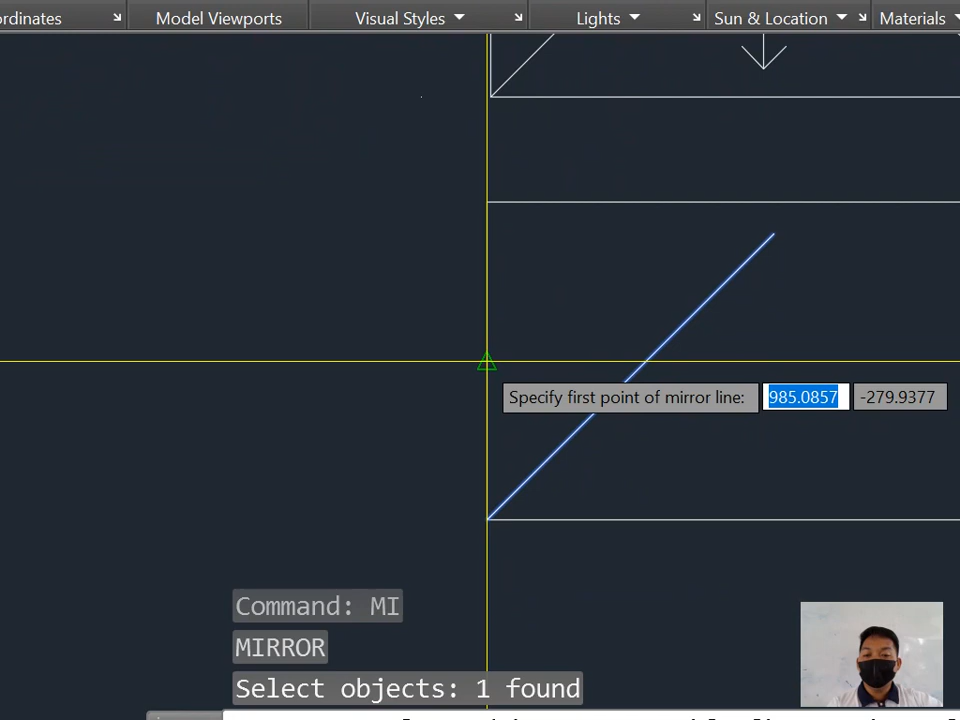 Model Viewports
Visual Styles
Lights
Sun & Location
Materials
Specify first point of mirror line: 985.0857 -279.9377
Command: MI
MIRROR
Select objects: 1 found